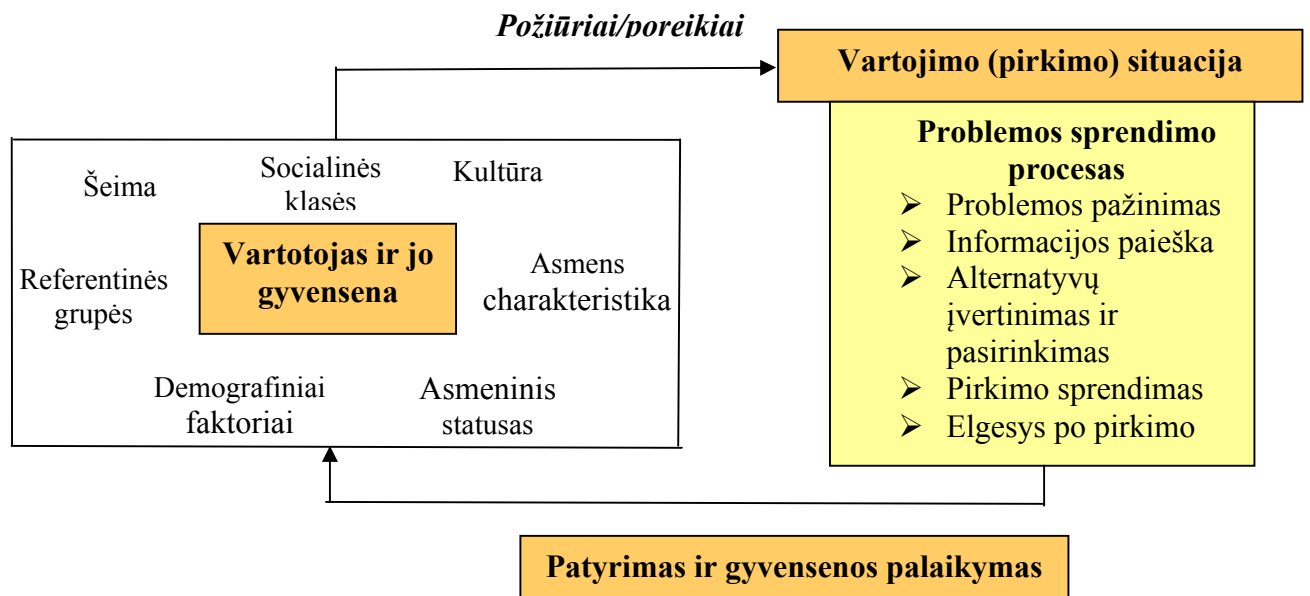 Požiūriai/poreikiai
Vartojimo (pirkimo) situacija
Problemos sprendimo
procesas
➤ Problemos pažinimas
➤ Informacijos paieška
➤ Alternatyvų
įvertinimas ir
pasirinkimas
➤ Pirkimo sprendimas
➤ Elgesys po pirkimo
Šeima
Socialinės
klasės
Kultūra
Referentinės
grupės
Vartotojas ir jo
gyvensena
Asmens
charakteristika
Demografiniai
faktoriai
Asmeninis
statusas
Patyrimas ir gyvensenos palaikymas